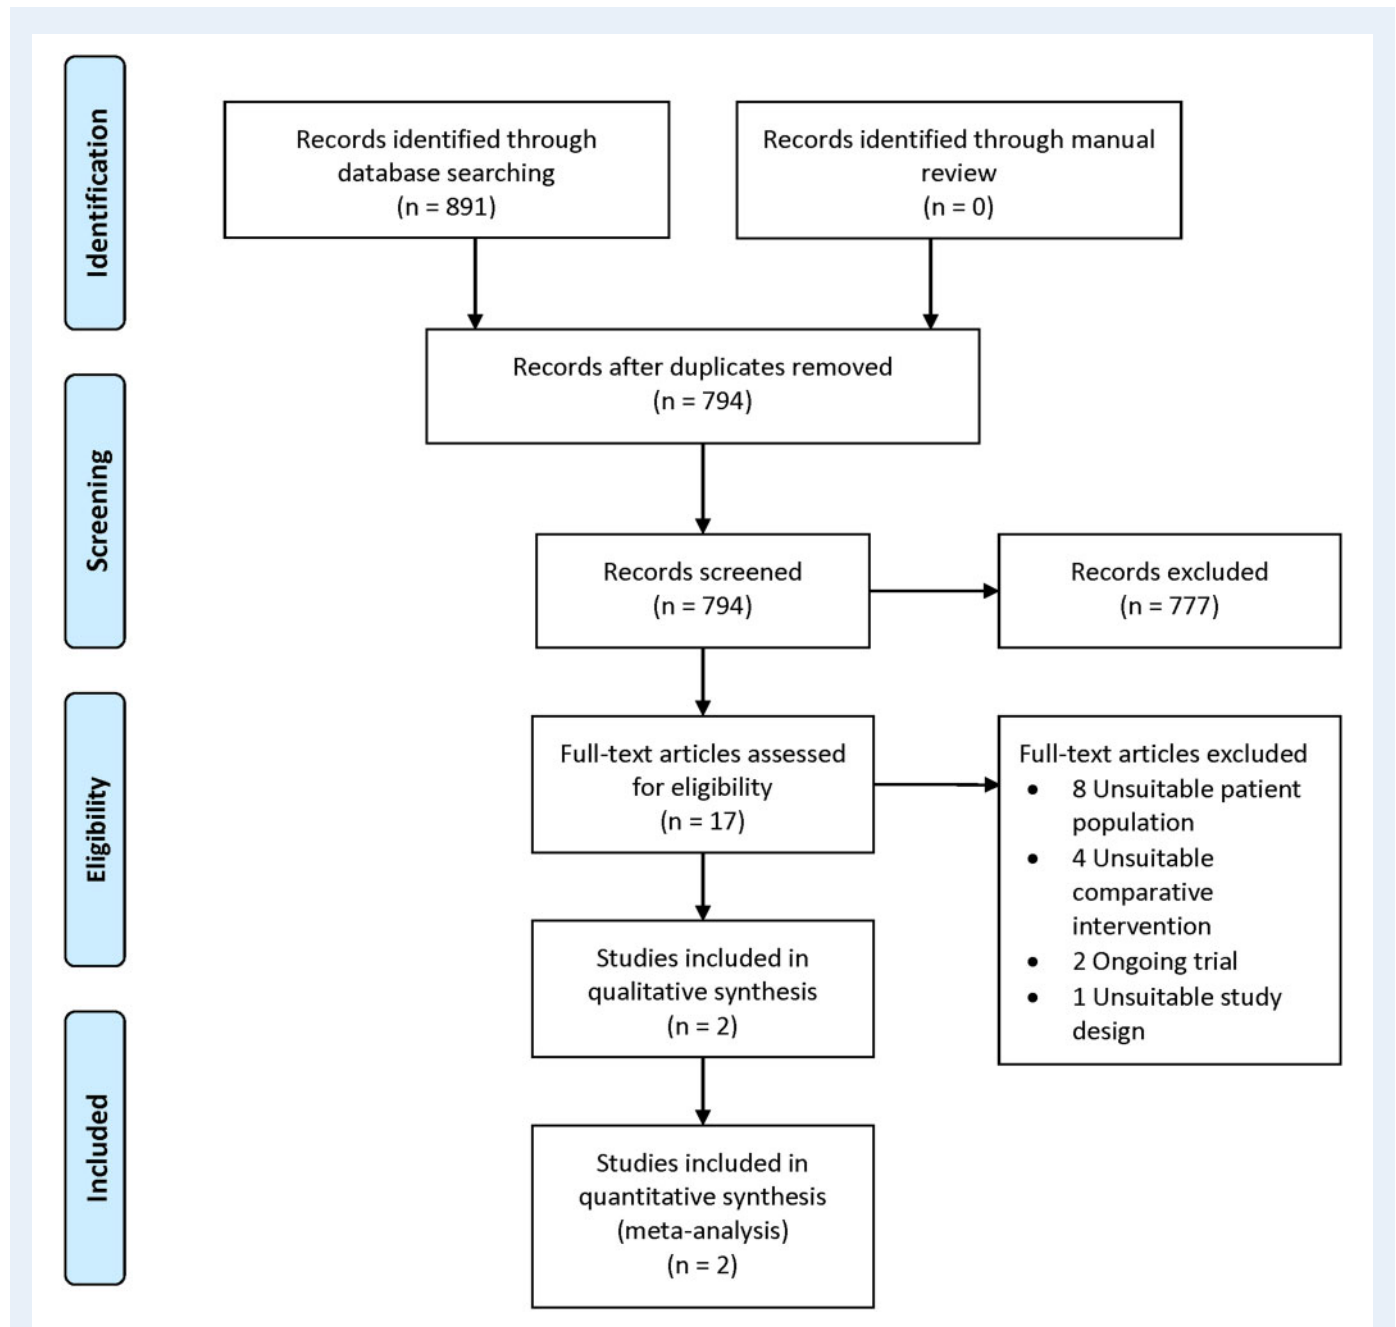 Identification
Records identified through
database searching
(n = 891)
Records identified through manual
review
(n = 0)
Records after duplicates removed
(n = 794)
Screening
Records screened
(n = 794)
Records excluded
(n = 777)
Eligibility
Full-text articles assessed
for eligibility
(n = 17)
Full-text articles excluded
• 8 Unsuitable patient
population
• 4 Unsuitable
comparative
intervention
• 2 Ongoing trial
• 1 Unsuitable study
design
Studies included in
qualitative synthesis
(n = 2)
Included
Studies included in
quantitative synthesis
(meta-analysis)
(n = 2)